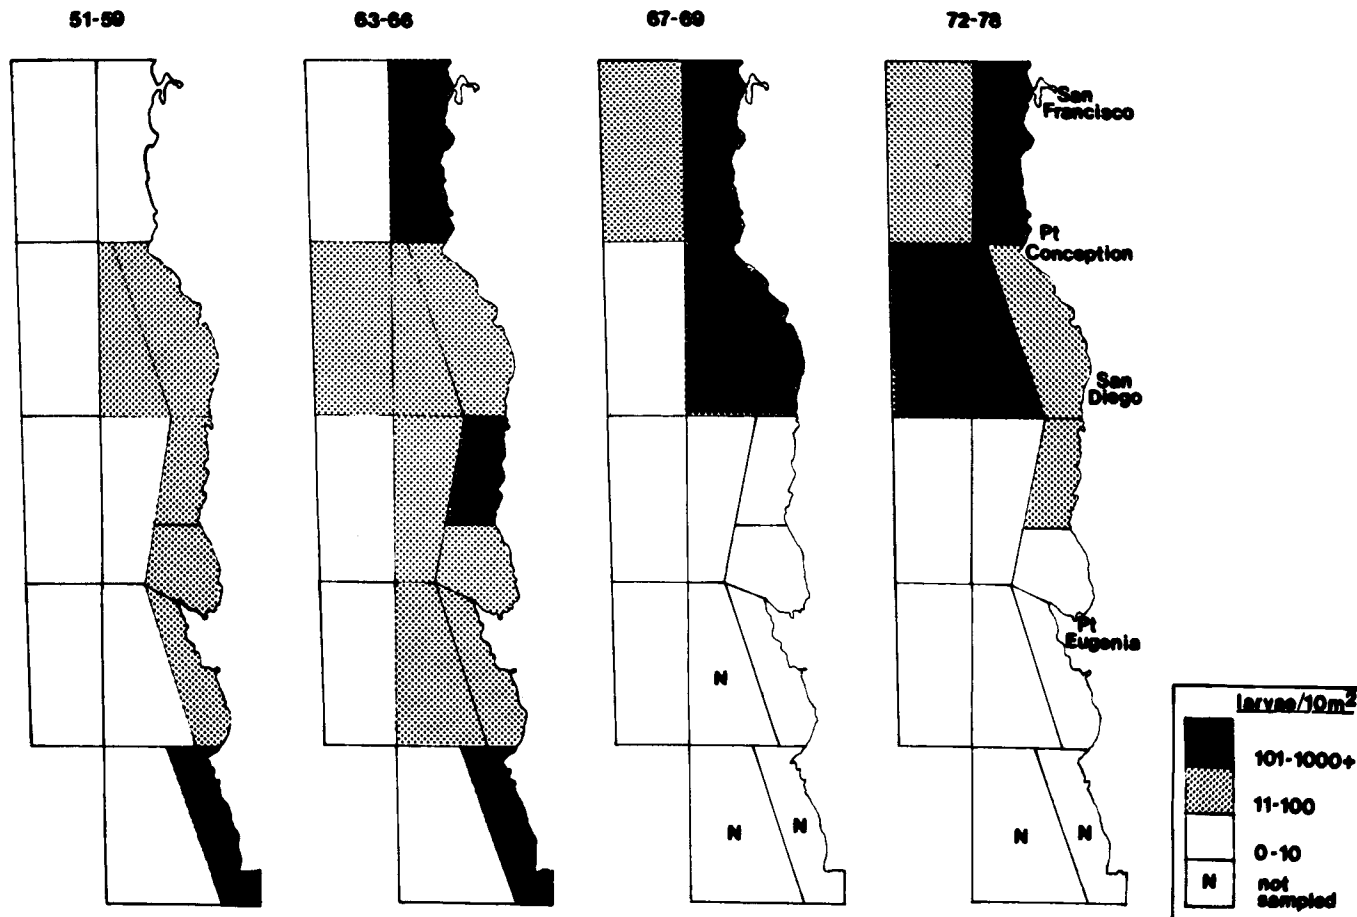 51-59 63-66 67-69 72-78
San
Francisco
Pt
Conception
San
Diego
Pt
Eugenia
N
N N
N N
larvae/10m²
101-1000+
11-100
0-10
N not
sampled